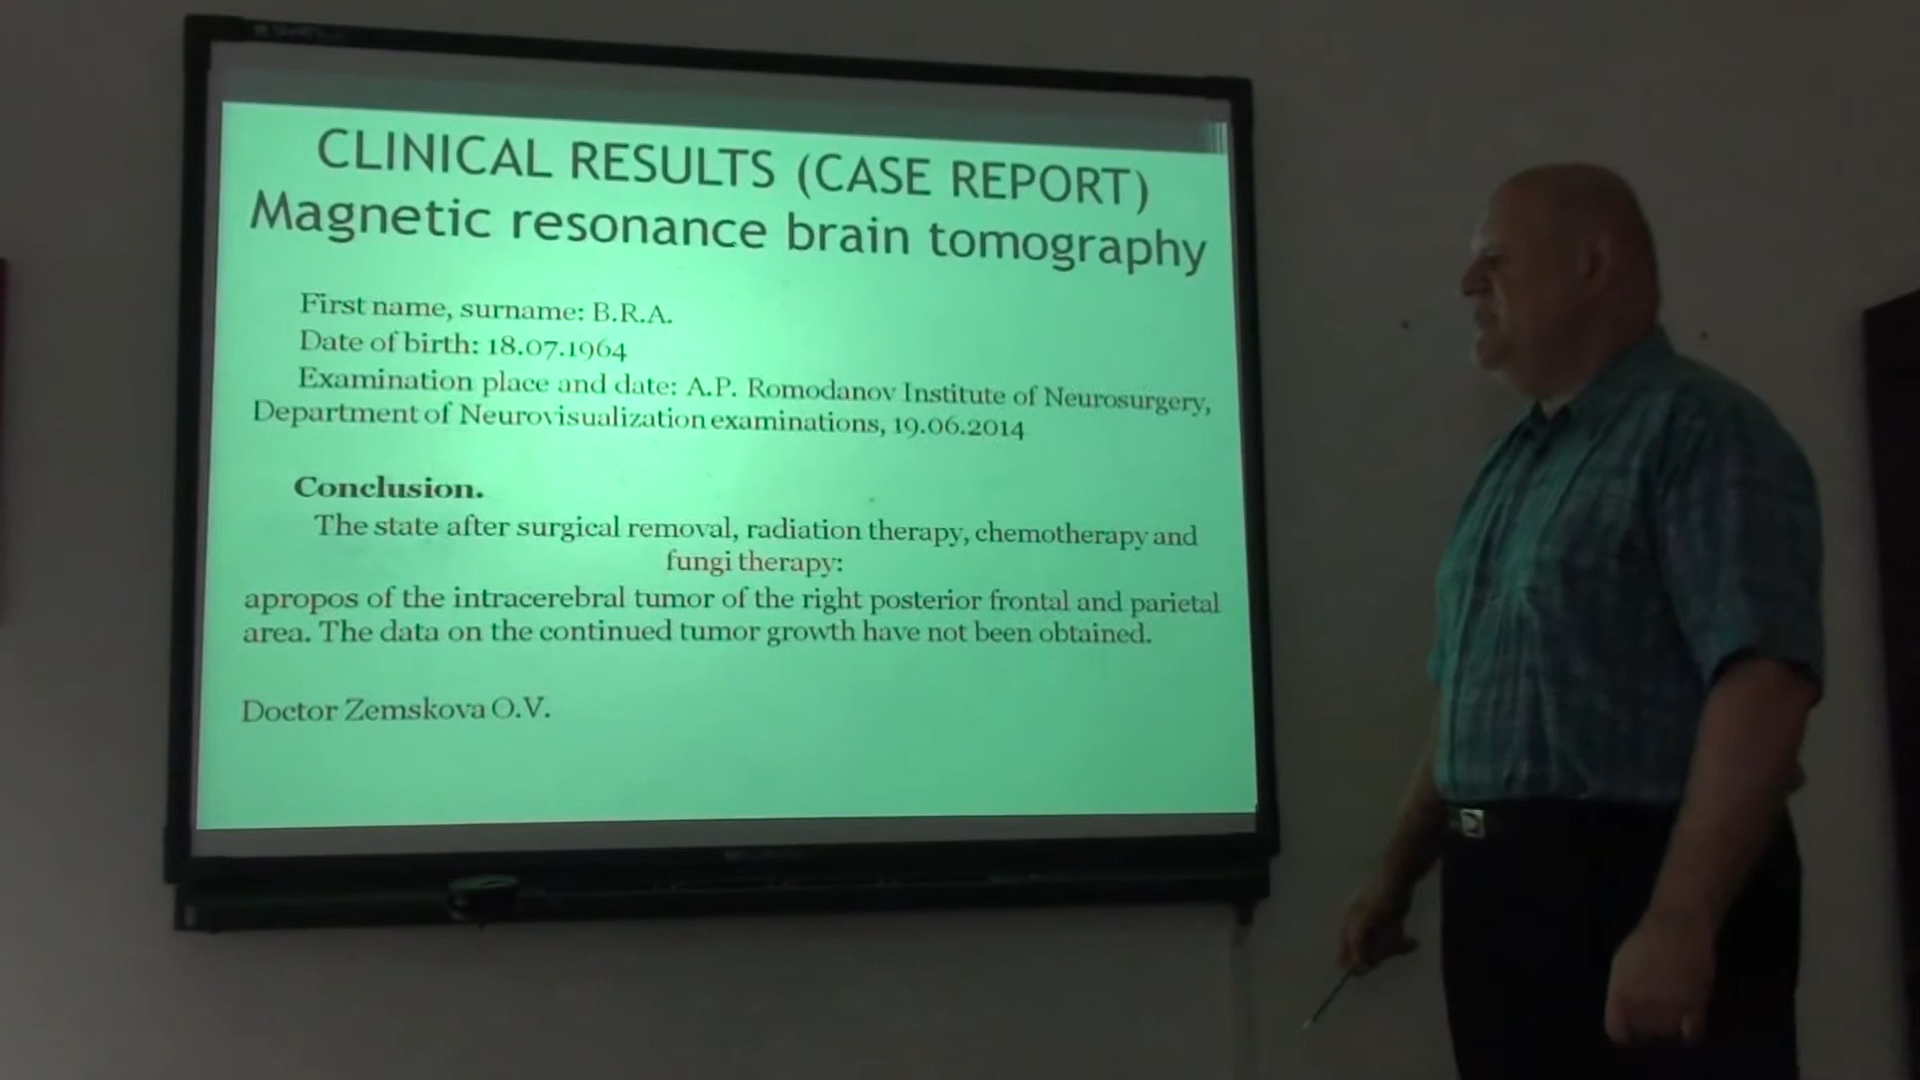 CLINICAL RESULTS (CASE REPORT)
Magnetic resonance brain tomography
First name, surname: B.R.A.
Date of birth: 18.07.1964
Examination place and date: A.P. Romodanov Institute of Neurosurgery,
Department of Neurovisualization examinations, 19.06.2014
Conclusion.
The state after surgical removal, radiation therapy, chemotherapy and
fungi therapy:
apropos of the intracerebral tumor of the right posterior frontal and parietal
area. The data on the continued tumor growth have not been obtained.
Doctor Zemskova O.V.